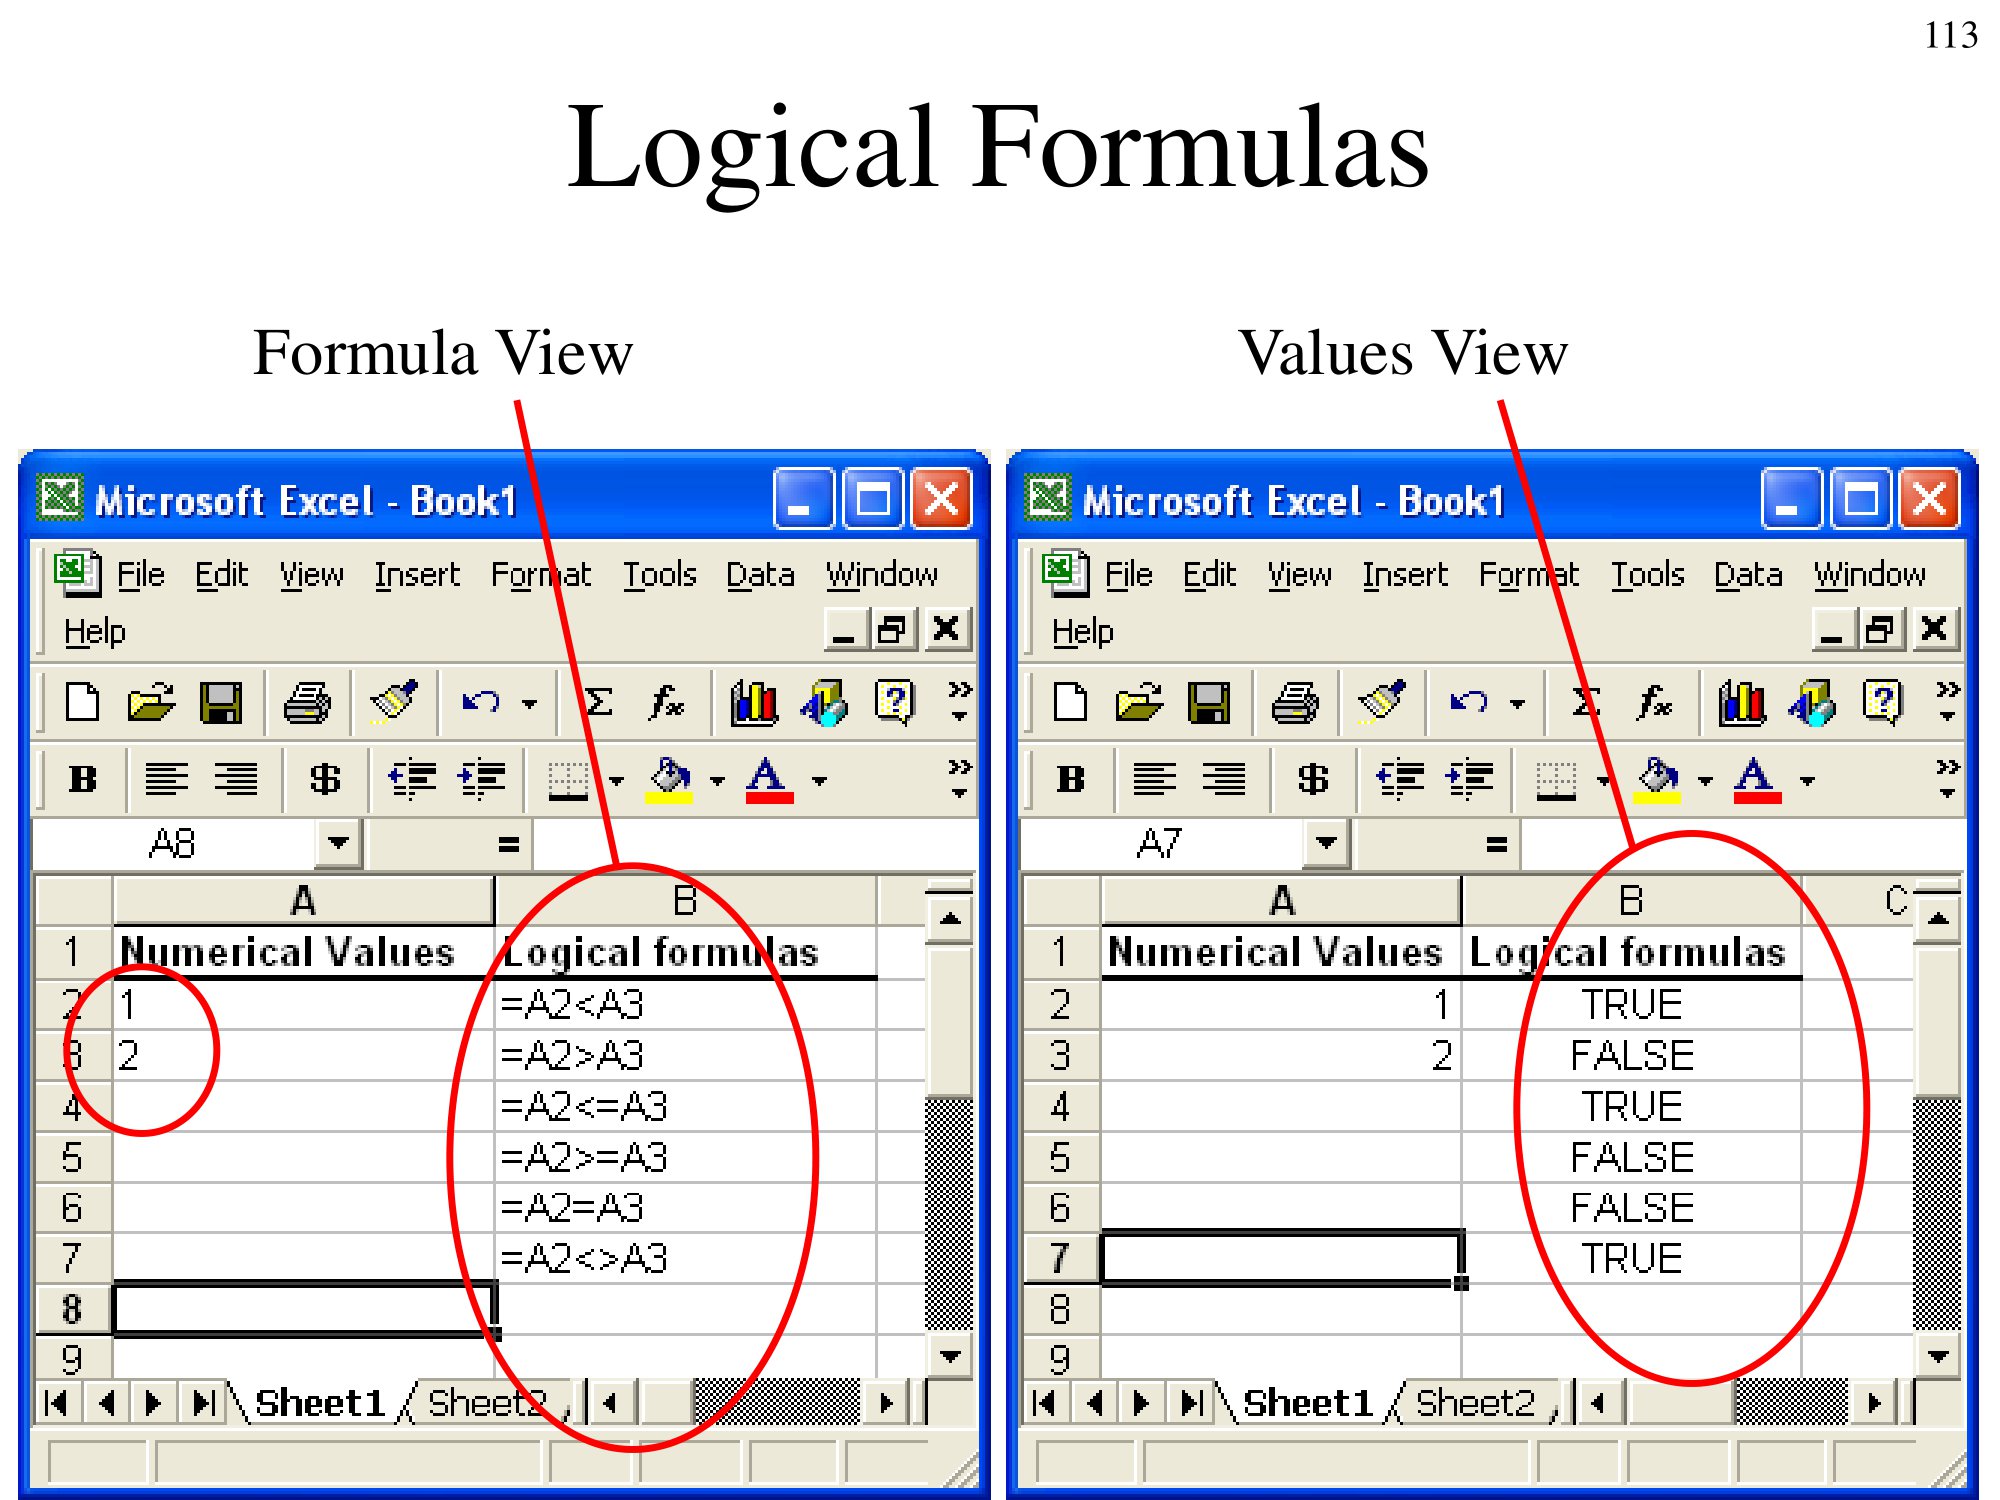 113
Logical Formulas
Formula View
Values View
Microsoft Excel - Book1
File Edit View Insert Format Tools Data Window
Help
B $
A8 =
A B
1 Numerical Values Logical formulas
2 1 =A2<A3
3 2 =A2>A3
4 =A2<=A3
5 =A2>=A3
6 =A2=A3
7 =A2<>A3
8
9
Sheet1 Sheet2
Microsoft Excel - Book1
File Edit View Insert Format Tools Data Window
Help
B $
A7 =
A B C
1 Numerical Values Logical formulas
2 1 TRUE
3 2 FALSE
4 TRUE
5 FALSE
6 FALSE
7 TRUE
8
9
Sheet1 Sheet2